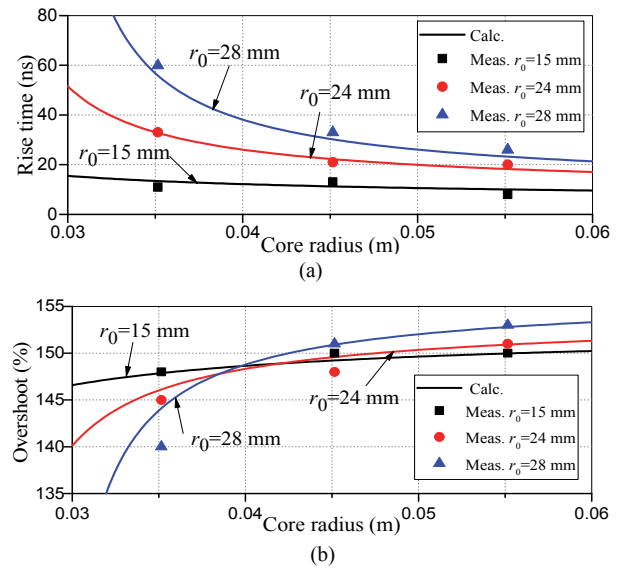 (a)
80
60
40
20
0
Rise time (ns)
r0=28 mm
r0=24 mm
r0=15 mm
Calc.
Meas. r0=15 mm
Meas. r0=24 mm
Meas. r0=28 mm
0.03 0.04 0.05 0.06
Core radius (m)
(a)
155
150
145
140
135
Overshoot (%)
r0=15 mm
r0=24 mm
r0=28 mm
Calc.
Meas. r0=15 mm
Meas. r0=24 mm
Meas. r0=28 mm
0.03 0.04 0.05 0.06
Core radius (m)
(b)